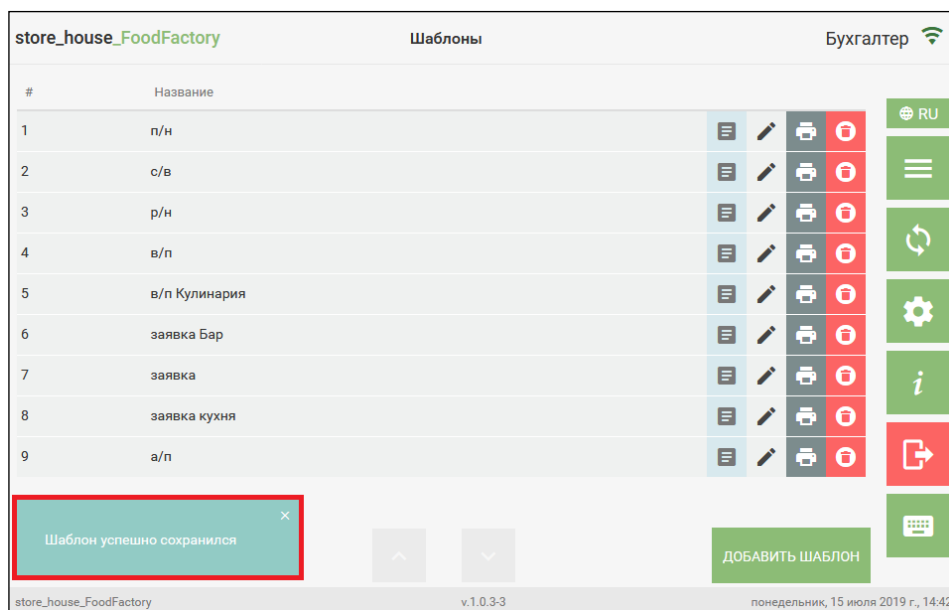 store_house_FoodFactory Шаблоны Бухгалтер
# Название
RU
1 п/н
2 с/в
3 р/н
4 в/п
5 в/п Кулинария
6 заявка Бар
7 заявка
8 заявка кухня
9 а/п
Шаблон успешно сохранился
ДОБАВИТЬ ШАБЛОН
store_house_FoodFactory v.1.0.3-3 понедельник, 15 июля 2019 г., 14:42